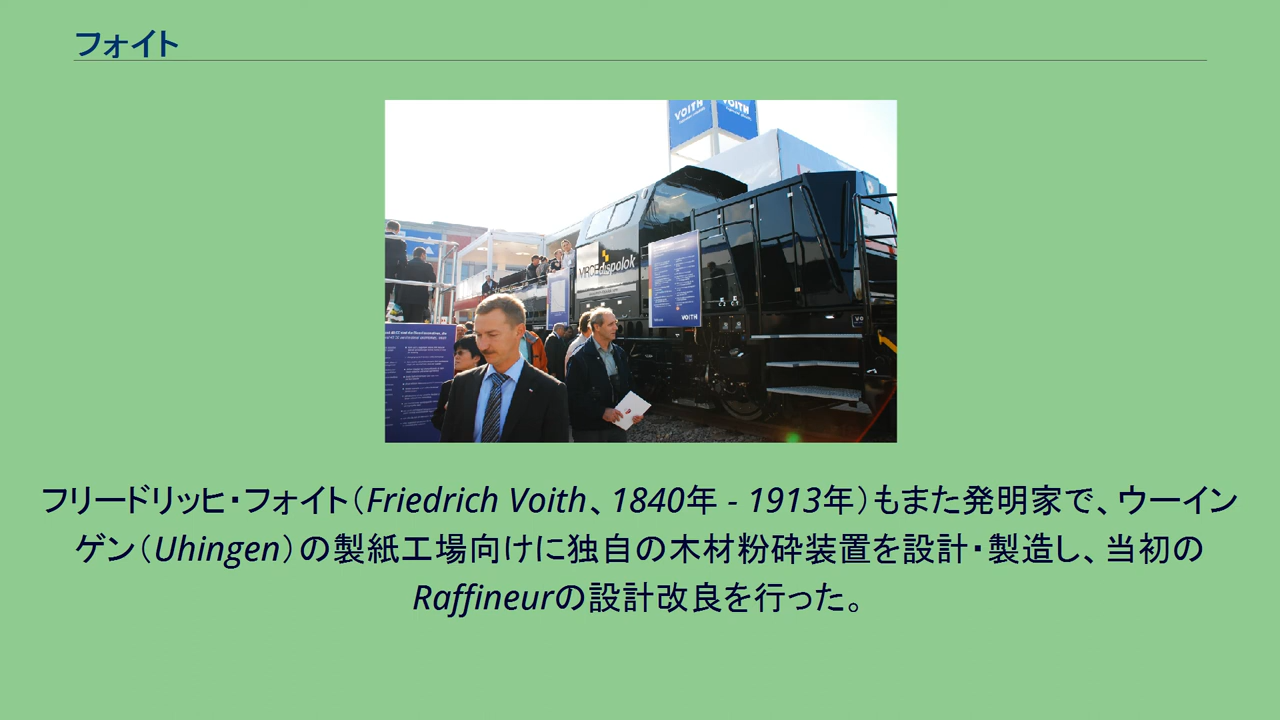 フォイト
VOITH
VOITH
dispolok
VOITH
フリードリッヒ・フォイト（Friedrich Voith、1840年 - 1913年）もまた発明家で、ウーイン
ゲン（Uhingen）の製紙工場向けに独自の木材粉砕装置を設計・製造し、当初の
Raffineurの設計改良を行った。